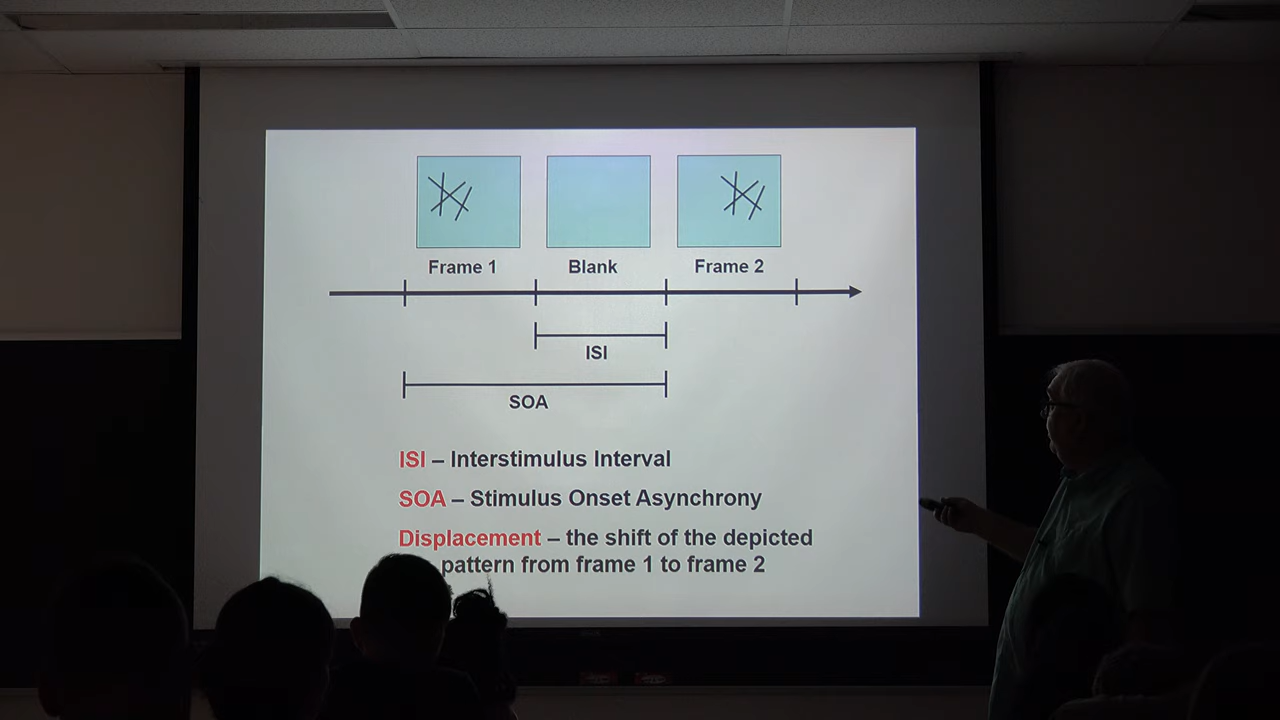 Frame 1 Blank Frame 2
ISI
SOA
ISI – Interstimulus Interval
SOA – Stimulus Onset Asynchrony
Displacement – the shift of the depicted
pattern from frame 1 to frame 2